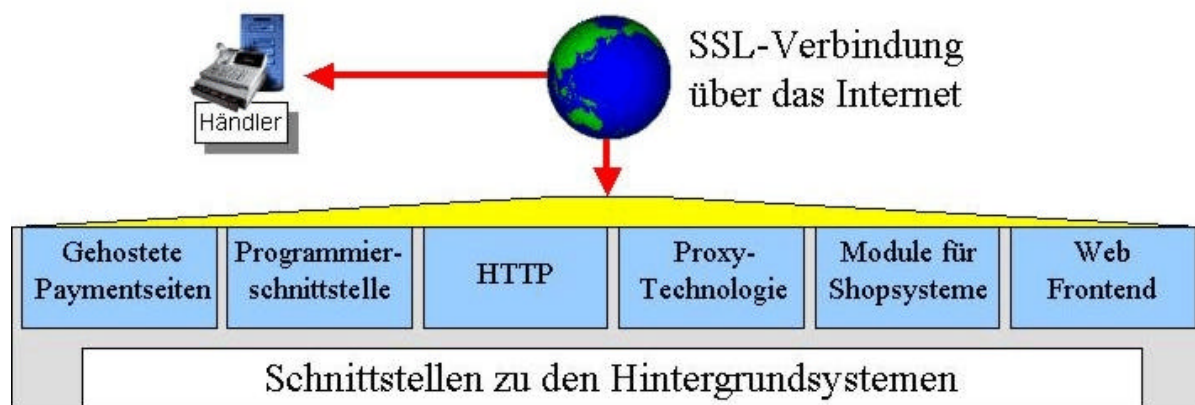 SSL-Verbindung
über das Internet
Händler
Gehostete
Paymentseiten
Programmier-
schnittstelle
HTTP
Proxy-
Technologie
Module für
Shopsysteme
Web
Frontend
Schnittstellen zu den Hintergrundsystemen